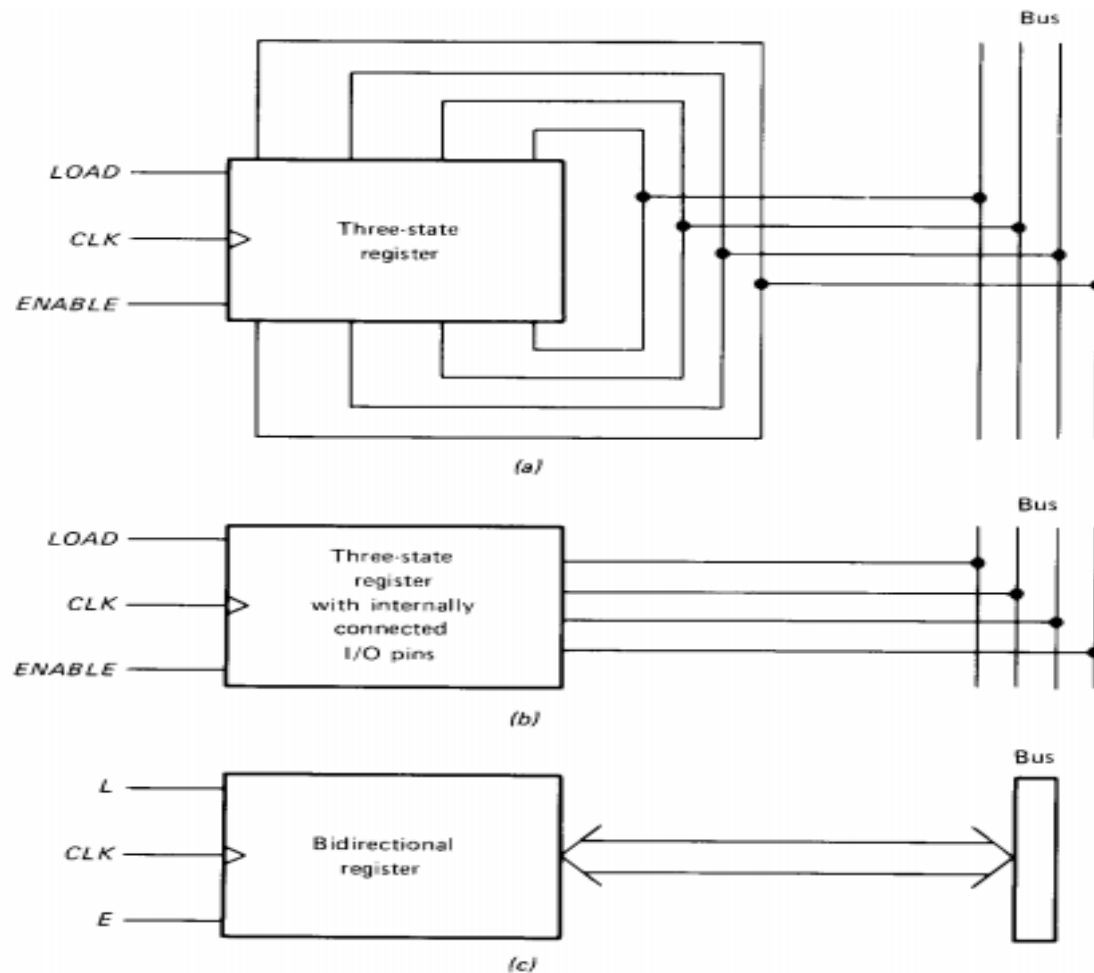 Bus
LOAD
CLK
ENABLE
Three-state
register
(a)
Bus
LOAD
CLK
ENABLE
Three-state
register
with internally
connected
I/O pins
(b)
Bus
L
CLK
E
Bidirectional
register
(c)